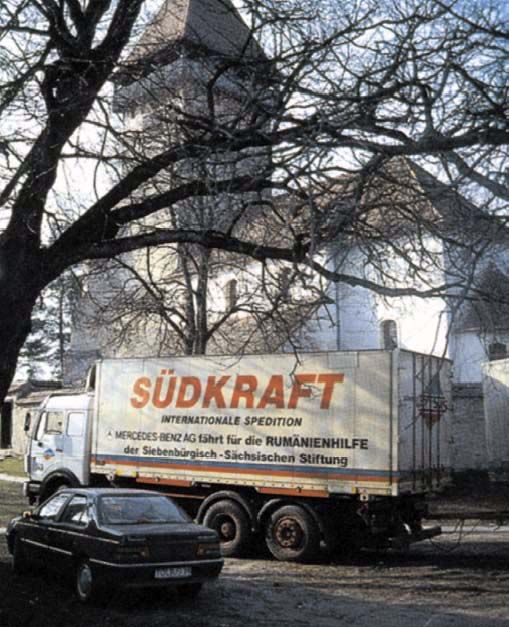 SÜDKRAFT
INTERNATIONALE SPEDITION
MERCEDES-BENZ AG fährt für die RUMÄNIENHILFE
der Siebenbürgisch-Sächsischen Stiftung